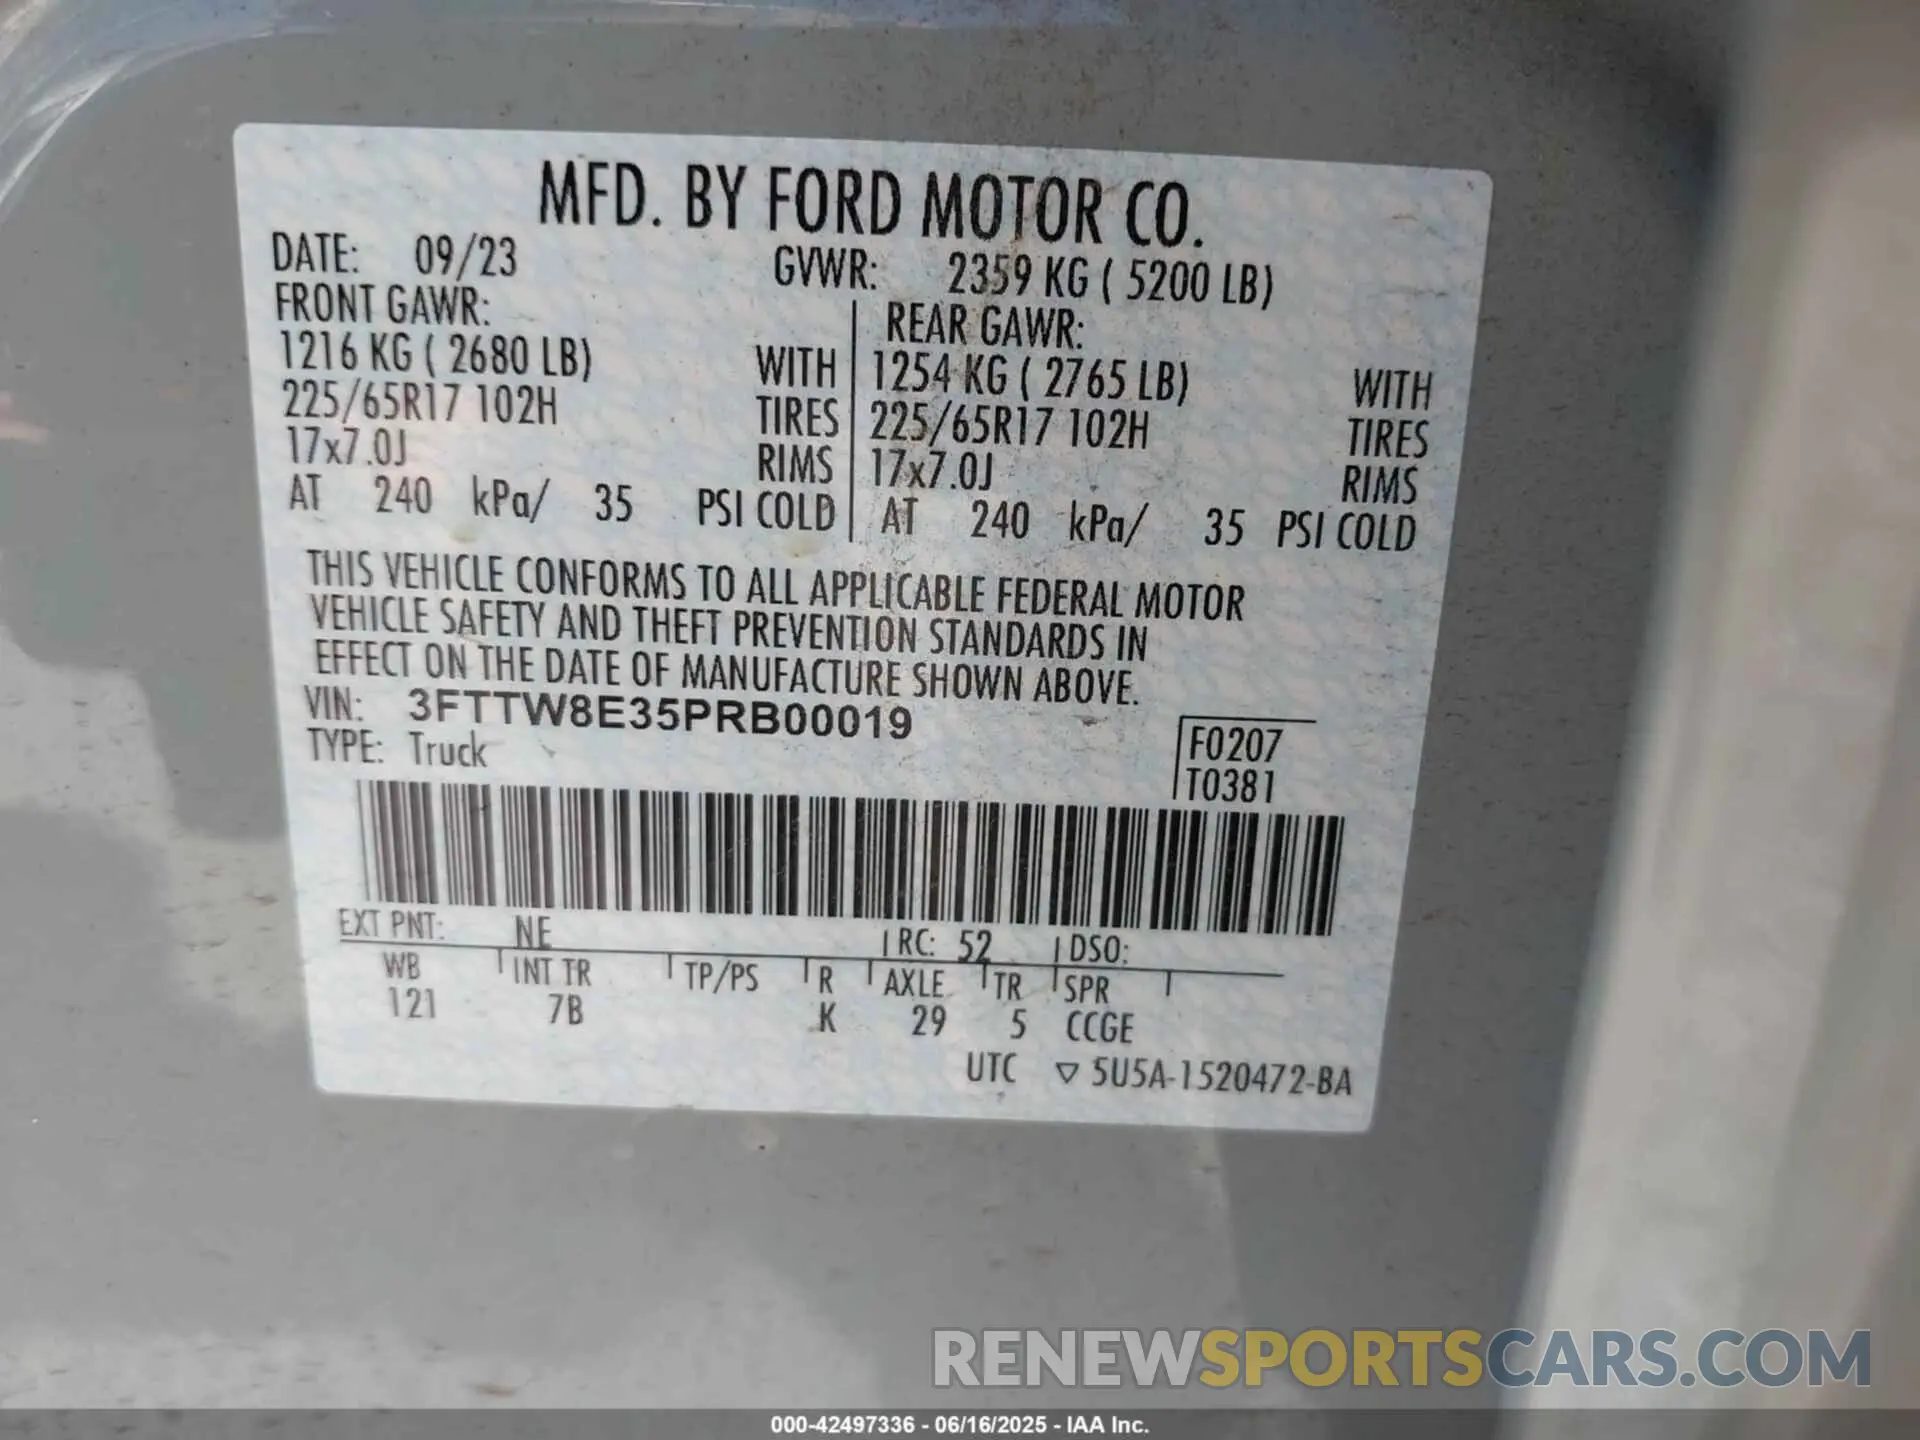 MFD. BY FORD MOTOR CO.
DATE: 09/23 GVWR: 2359 KG ( 5200 LB)
FRONT GAWR: REAR GAWR:
1216 KG ( 2680 LB) WITH 1254 KG ( 2765 LB) WITH
225/65R17 102H TIRES 225/65R17 102H TIRES
17x7.0J RIMS 17x7.0J RIMS
AT 240 kPa/ 35 PSI COLD AT 240 kPa/ 35 PSI COLD
THIS VEHICLE CONFORMS TO ALL APPLICABLE FEDERAL MOTOR
VEHICLE SAFETY AND THEFT PREVENTION STANDARDS IN
EFFECT ON THE DATE OF MANUFACTURE SHOWN ABOVE.
VIN: 3FTTW8E35PRB00019
TYPE: Truck
F0207
T0381
EXT PNT: NE RC: 52 DSO:
WB INT TR TP/PS R AXLE TR SPR
121 7B K 29 5 CCGE
UTC ▽ 5U5A-1520472-BA
RENEWSPORTSCARS.COM
000-42497336 - 06/16/2025 - IAA Inc.